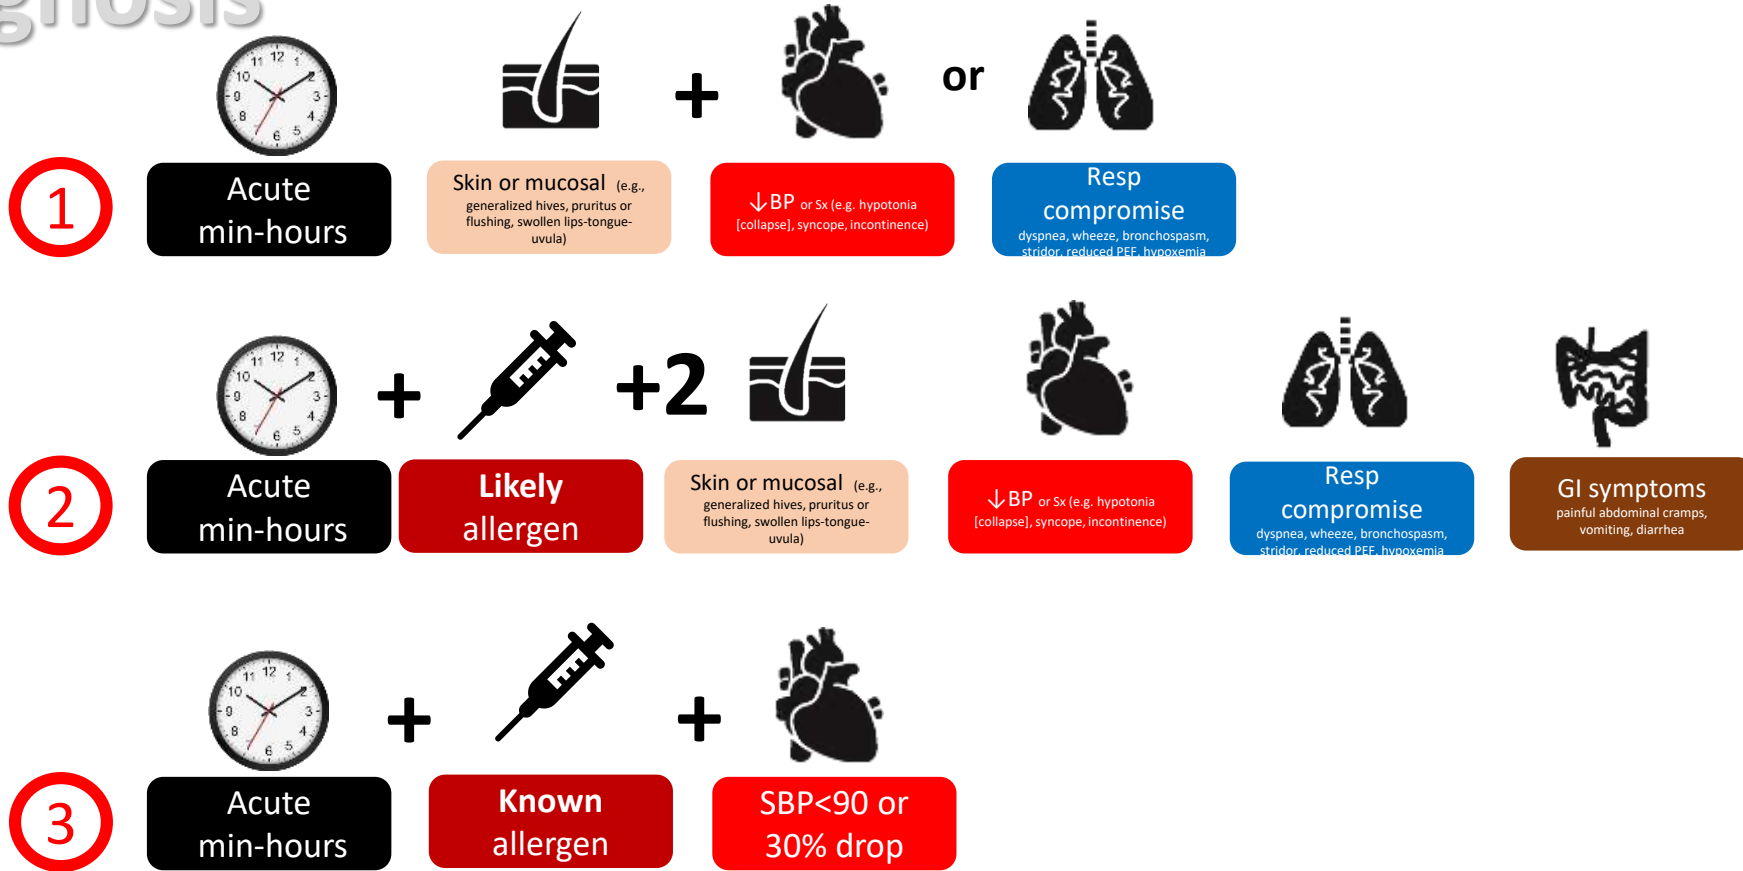 gnosis
+
or
1
Acute
min-hours
Skin or mucosal (e.g.,
generalized hives, pruritus or
flushing, swollen lips-tongue-
uvula)
↓BP or Sx (e.g. hypotonia
[collapse], syncope, incontinence)
Resp
compromise
dyspnea, wheeze, bronchospasm,
stridor, reduced PEF, hypoxemia
+
+2
2
Acute
min-hours
Likely
allergen
Skin or mucosal (e.g.,
generalized hives, pruritus or
flushing, swollen lips-tongue-
uvula)
↓BP or Sx (e.g. hypotonia
[collapse], syncope, incontinence)
Resp
compromise
dyspnea, wheeze, bronchospasm,
stridor, reduced PEF, hypoxemia
GI symptoms
painful abdominal cramps,
vomiting, diarrhea
+
+
3
Acute
min-hours
Known
allergen
SBP<90 or
30% drop